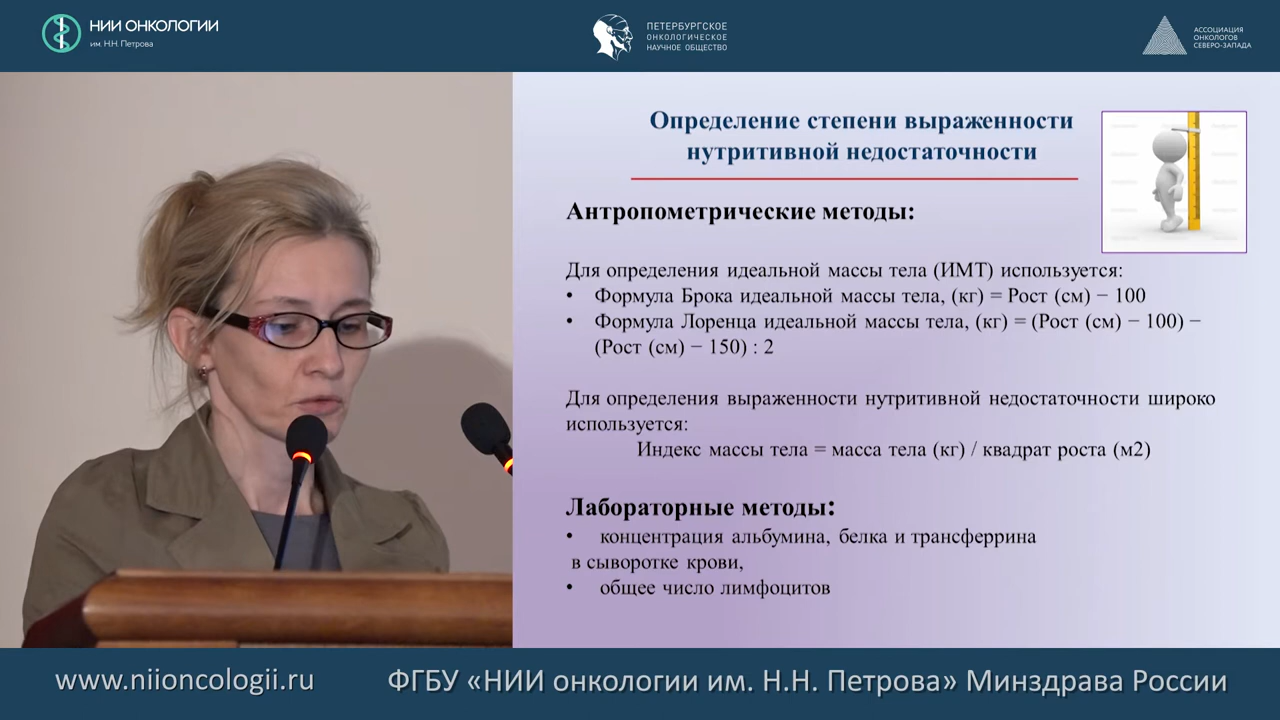 НИИ ОНКОЛОГИИ
им. Н.Н. Петрова
ПЕТЕРБУРГСКОЕ
ОНКОЛОГИЧЕСКОЕ
НАУЧНОЕ ОБЩЕСТВО
АССОЦИАЦИЯ
ОНКОЛОГОВ
СЕВЕРО-ЗАПАДА
Определение степени выраженности
нутритивной недостаточности
Антропометрические методы:
Для определения идеальной массы тела (ИМТ) используется:
• Формула Брока идеальной массы тела, (кг) = Рост (см) − 100
• Формула Лоренца идеальной массы тела, (кг) = (Рост (см) − 100) −
(Рост (см) − 150) : 2
Для определения выраженности нутритивной недостаточности широко
используется:
Индекс массы тела = масса тела (кг) / квадрат роста (м2)
Лабораторные методы:
• концентрация альбумина, белка и трансферрина
в сыворотке крови,
• общее число лимфоцитов
www.niioncologii.ru
ФГБУ «НИИ онкологии им. Н.Н. Петрова» Минздрава России